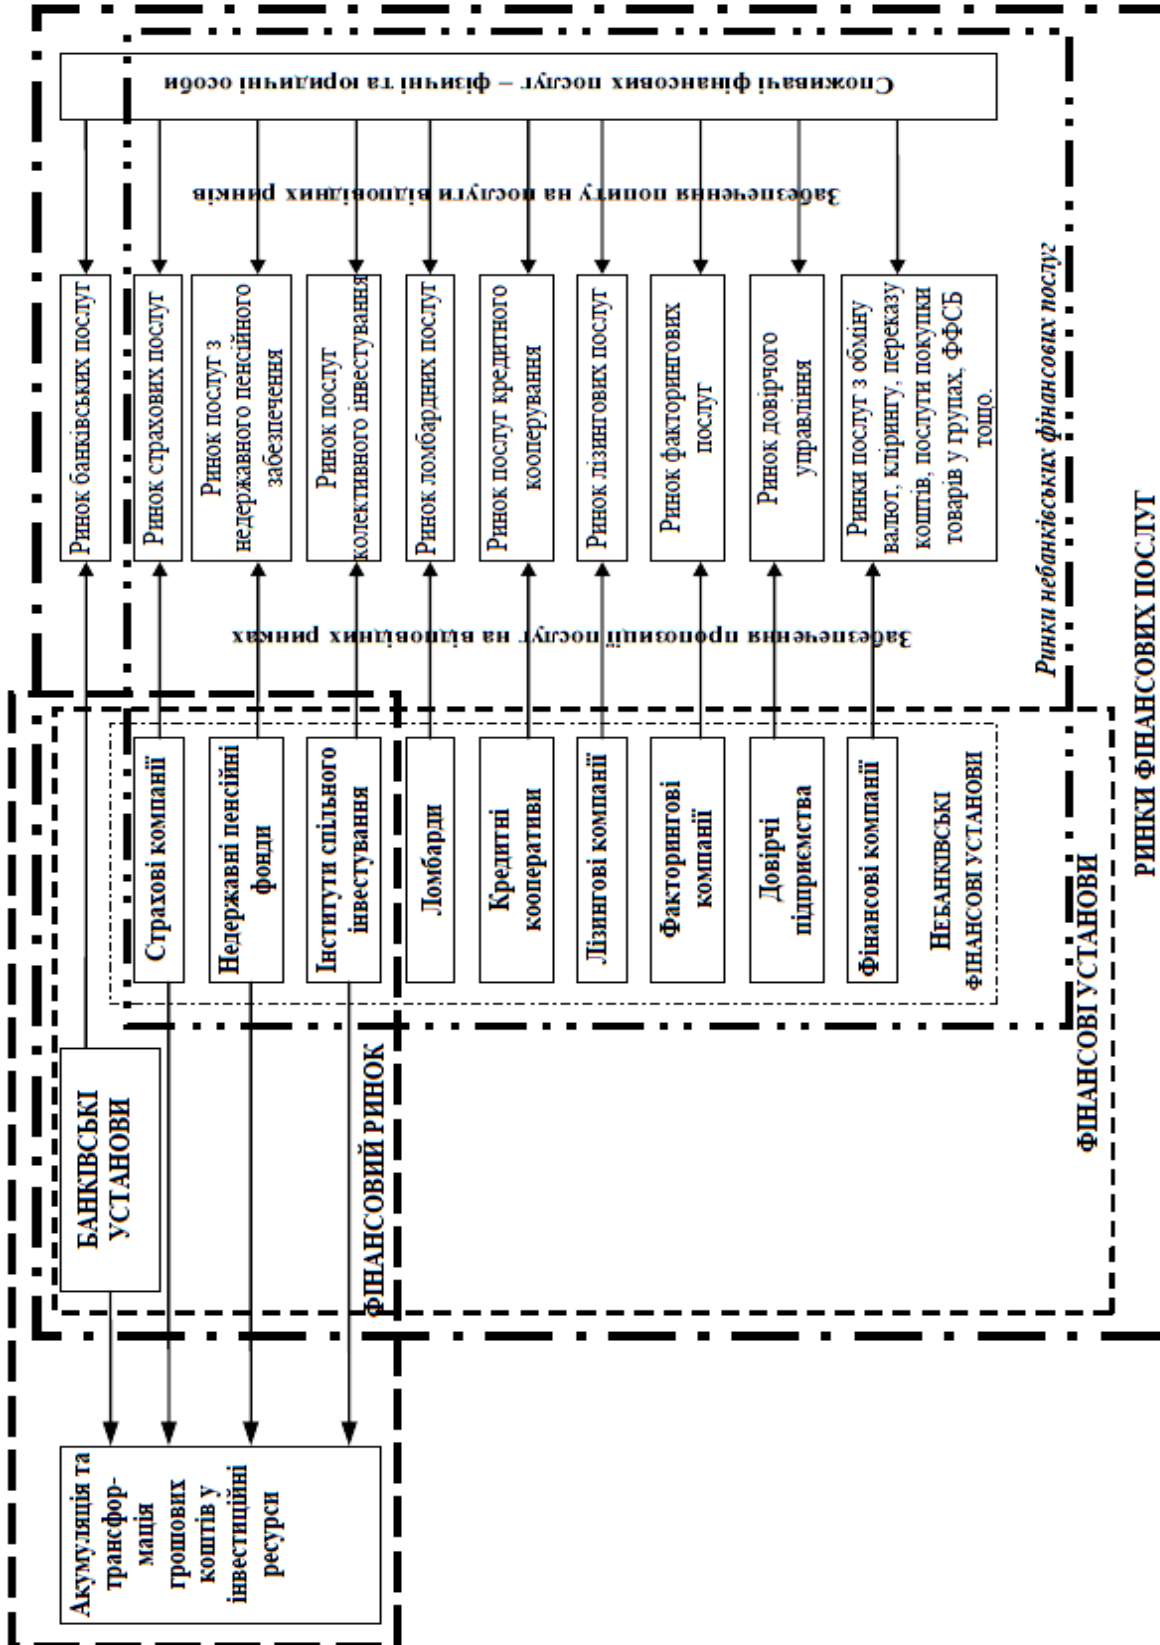 Акумуляція та
трансфор-
мація
грошових
коштів у
інвестиційні
ресурси
БАНКІВСЬКІ
УСТАНОВИ
ФІНАНСОВИЙ РИНОК
Страхові компанії
Недержавні пенсійні
фонди
Інститути спільного
інвестування
Ломбарди
Кредитні
кооперативи
Лізингові компанії
Факторингові
компанії
Довірчі
підприємства
Фінансові компанії
НЕБАНКІВСЬКІ
ФІНАНСОВІ УСТАНОВИ
ФІНАНСОВІ УСТАНОВИ
Забезпечення пропозиції послуг на відповідних ринках
Ринок банківських послуг
Ринок страхових послуг
Ринок послуг з
недержавного пенсійного
забезпечення
Ринок послуг
колективного інвестування
Ринок ломбардних послуг
Ринок послуг кредитного
кооперування
Ринок лізингових послуг
Ринок факторингових
послуг
Ринок довірчого
управління
Ринки послуг з обміну
валют, клірингу, переказу
коштів, послуги покупки
товарів у групах, ФФСБ
тощо.
Ринки небанківських фінансових послуг
Забезпечення попиту на послуги відповідних ринків
Споживачі фінансових послуг – фізичні та юридичні особи
РИНКИ ФІНАНСОВИХ ПОСЛУГ